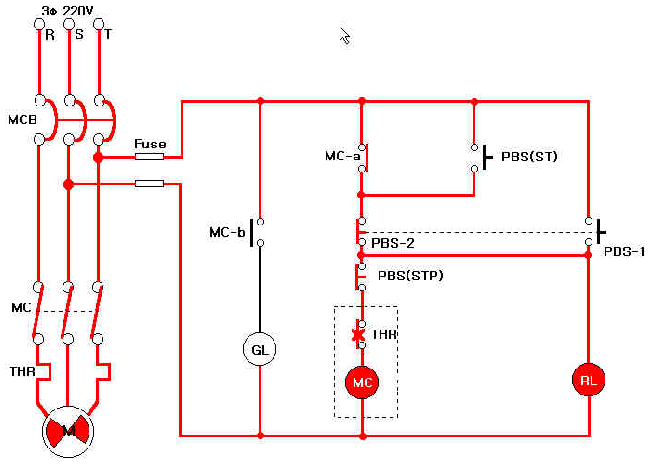 3Φ 220V
R S T
MCB
Fuse
MC-a
PBS(ST)
MC-b
PBS-2
PDS-1
PBS(STP)
MC
THR
THR
GL
MC
RL
M